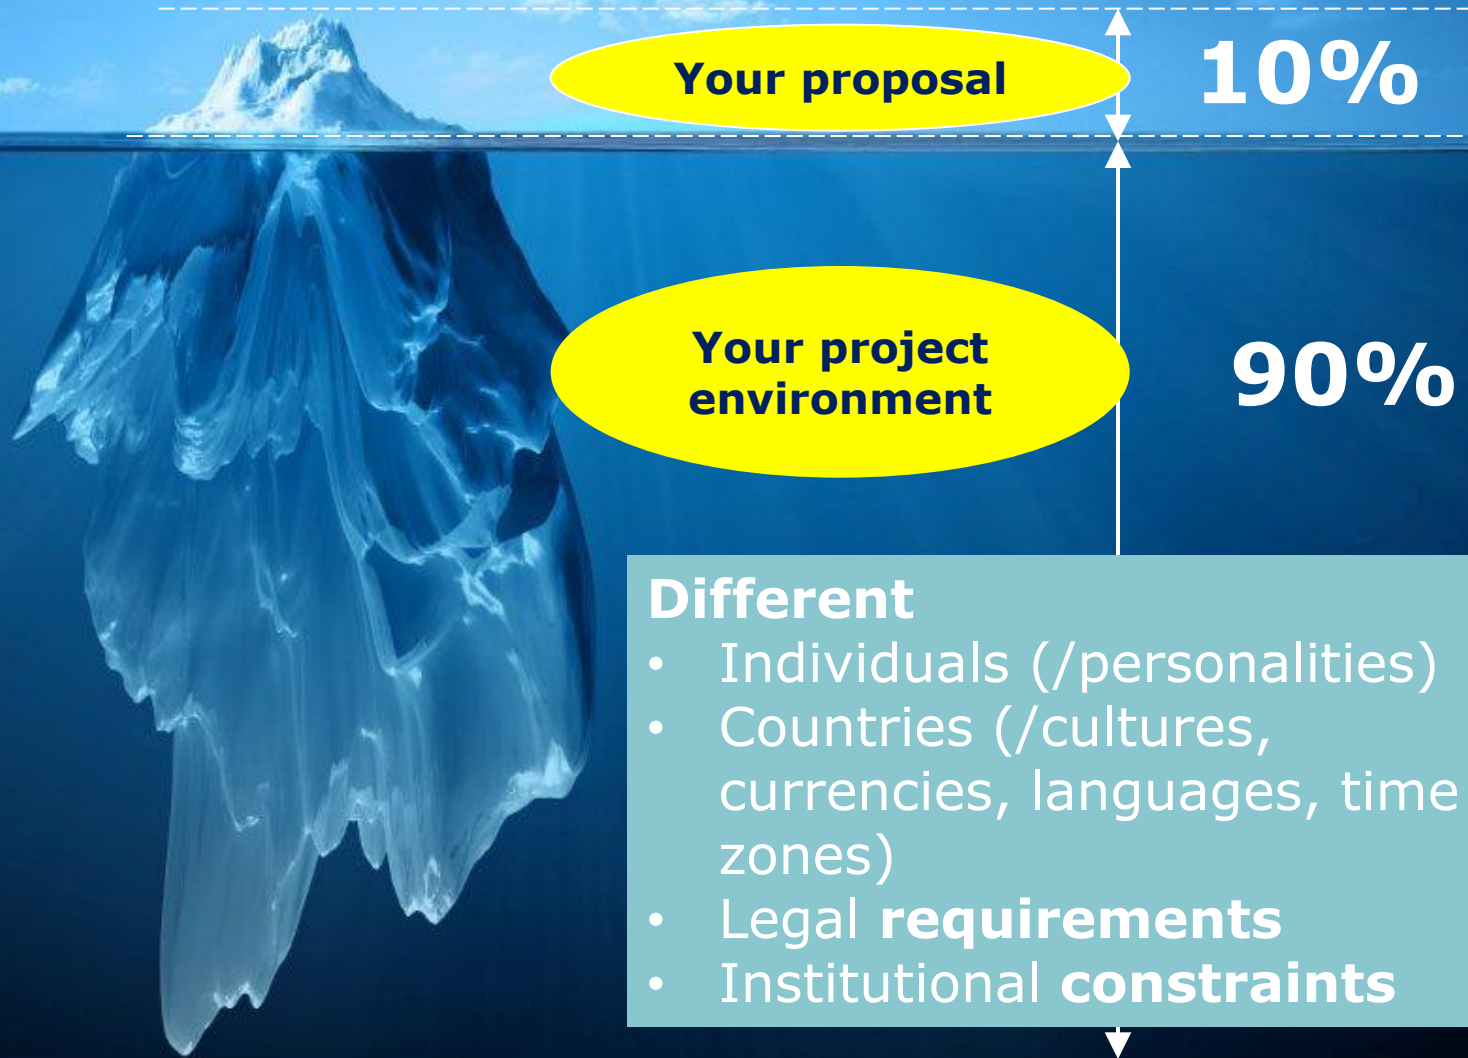 Your proposal
10%
Your project
environment
90%
Different
• Individuals (/personalities)
• Countries (/cultures,
currencies, languages, time
zones)
• Legal requirements
• Institutional constraints